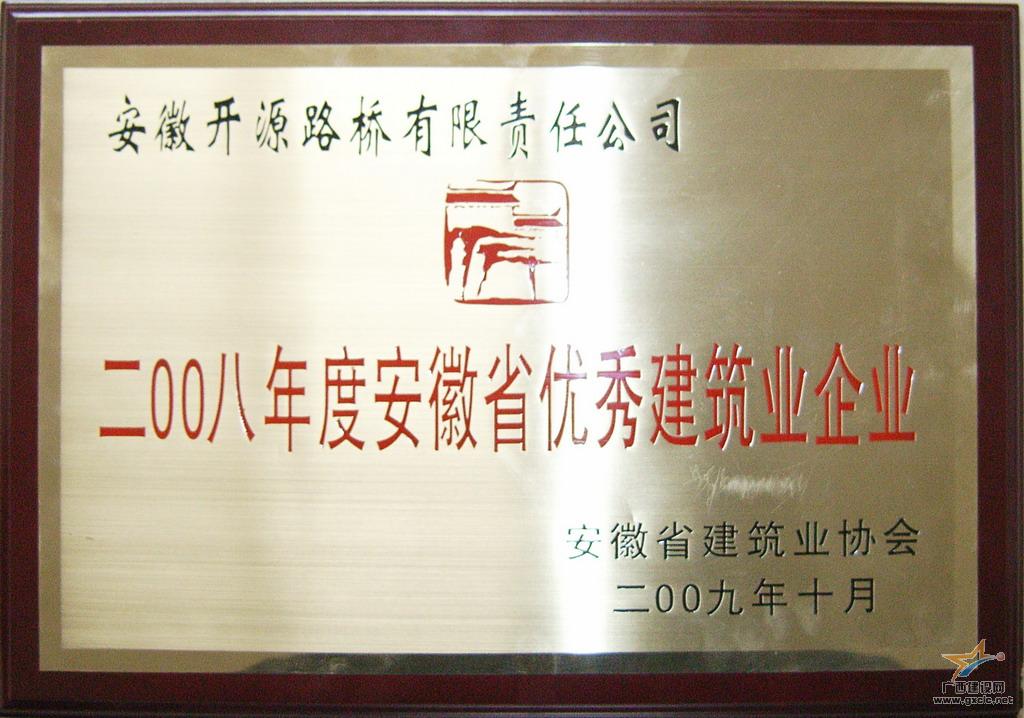 安徽开源路桥有限责任公司
二00八年度安徽省优秀建筑业企业
安徽省建筑业协会
二00九年十月
广西建设网
www.gxcic.net